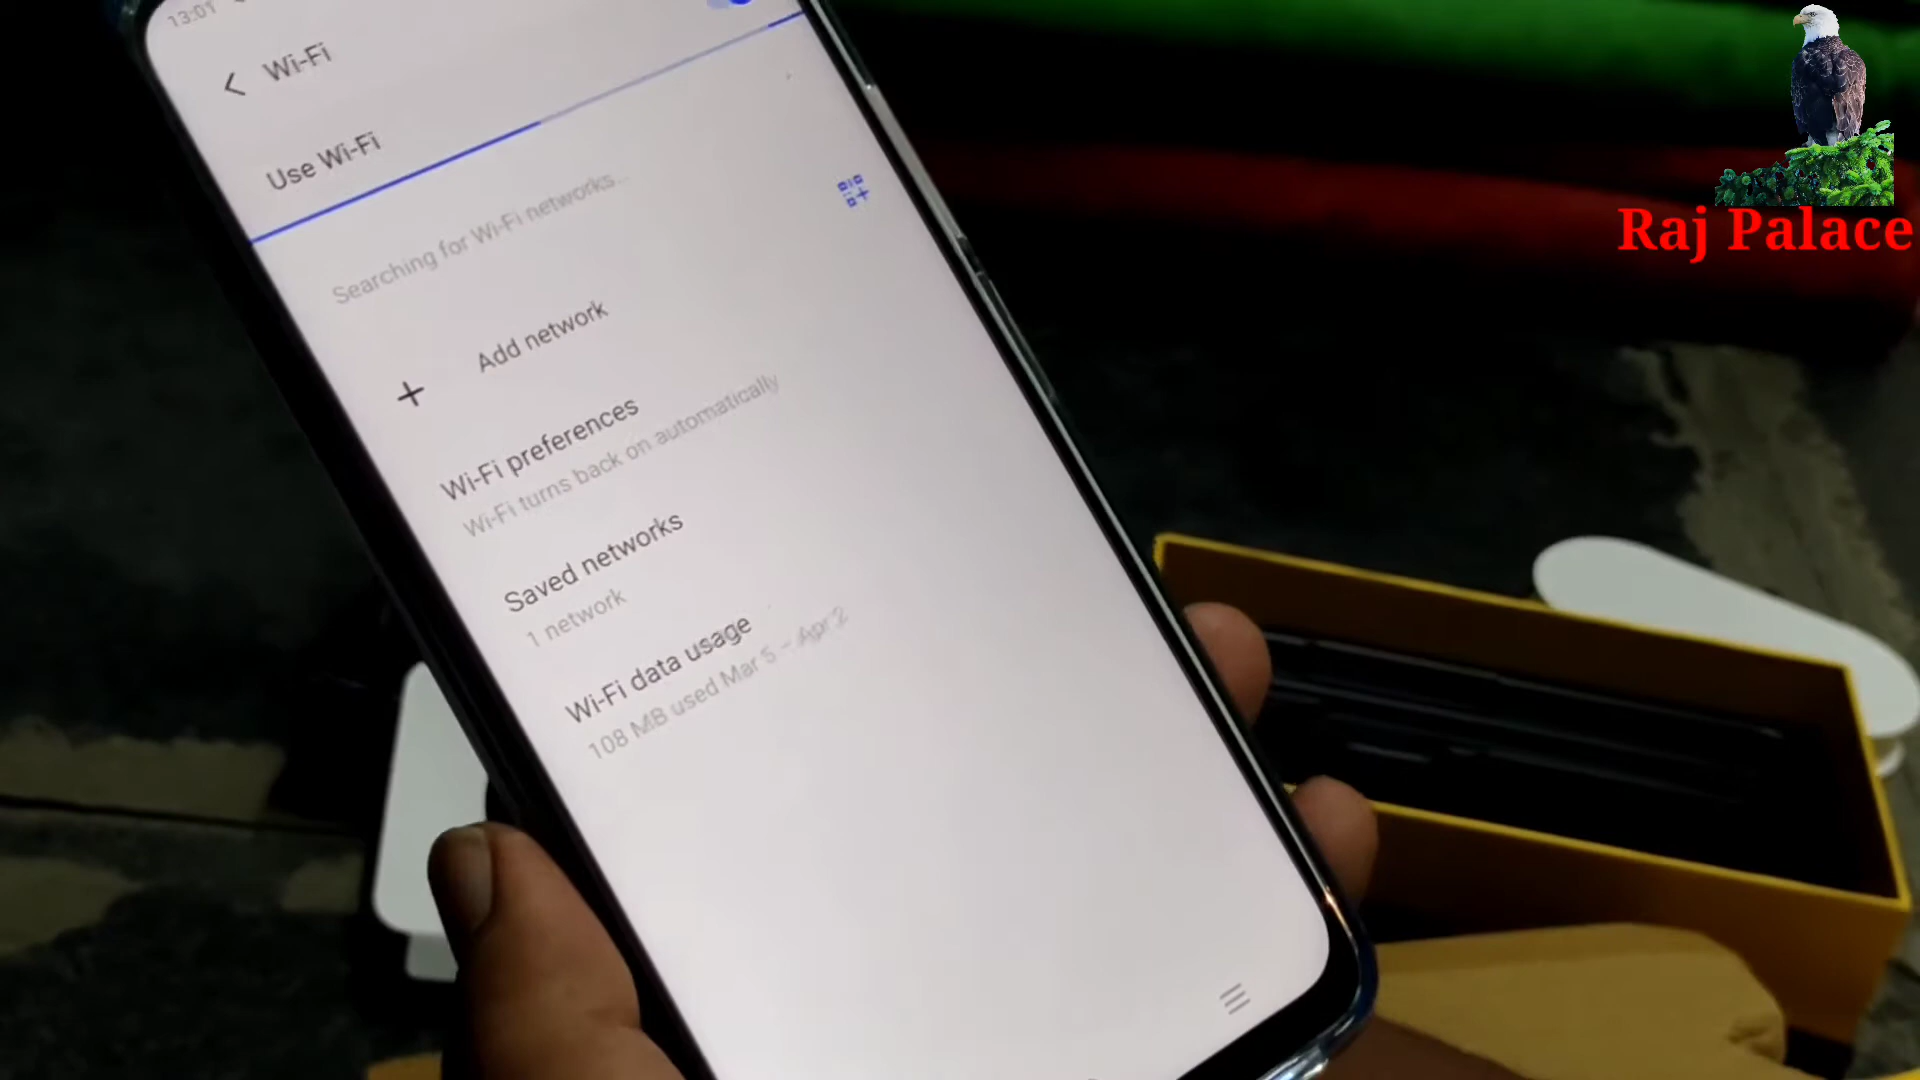 13:01
Wi-Fi
Use Wi-Fi
Searching for Wi-Fi networks...
Add network
Wi-Fi preferences
Wi-Fi turns back on automatically
Saved networks
1 network
Wi-Fi data usage
108 MB used Mar 5 – Apr 2
Raj Palace